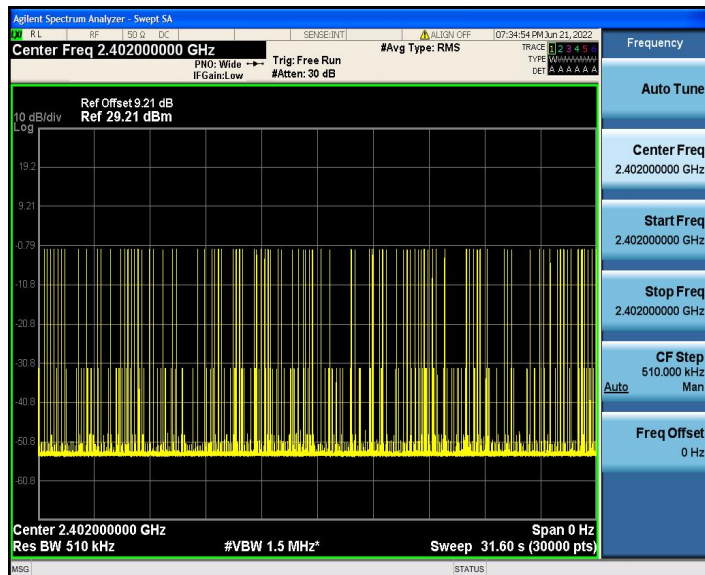 Agilent Spectrum Analyzer - Swept SA
LXI RL RF 50 Ω DC SENSE:INT ALIGN OFF 07:34:54 PM Jun 21, 2022
Center Freq 2.402000000 GHz
#Avg Type: RMS
TRACE 1 2 3 4 5 6
PNO: Wide
Trig: Free Run
TYPE WWWWWW
IFGain:Low
#Atten: 30 dB
DET A A A A A A
Ref Offset 9.21 dB
10 dB/div Ref 29.21 dBm
Log
19.2
9.21
-0.79
-10.8
-20.8
-30.8
-40.8
-50.8
-60.8
Center 2.402000000 GHz Span 0 Hz
Res BW 510 kHz #VBW 1.5 MHz* Sweep 31.60 s (30000 pts)
MSG STATUS
Frequency
Auto Tune
Center Freq
2.402000000 GHz
Start Freq
2.402000000 GHz
Stop Freq
2.402000000 GHz
CF Step
510.000 kHz
Auto Man
Freq Offset
0 Hz